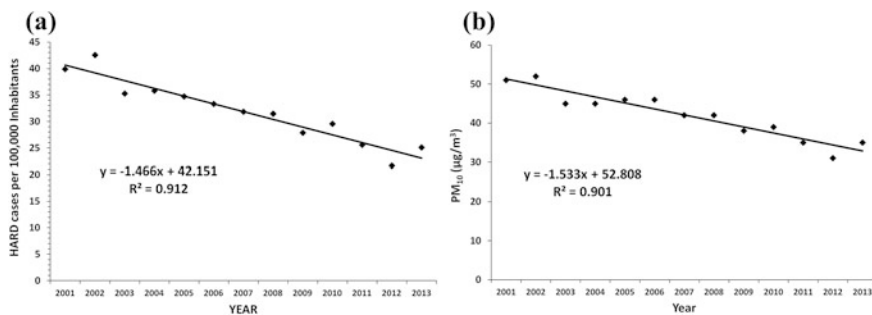 (a)
HARD cases per 100,000 Inhabitants
45
40
35
30
25
20
15
10
5
0
y = -1.466x + 42.151
R² = 0.912
2001 2002 2003 2004 2005 2006 2007 2008 2009 2010 2011 2012 2013
YEAR
(b)
PM₁₀ (µg/m³)
60
50
40
30
20
10
0
y = -1.533x + 52.808
R² = 0.901
2001 2002 2003 2004 2005 2006 2007 2008 2009 2010 2011 2012 2013
Year